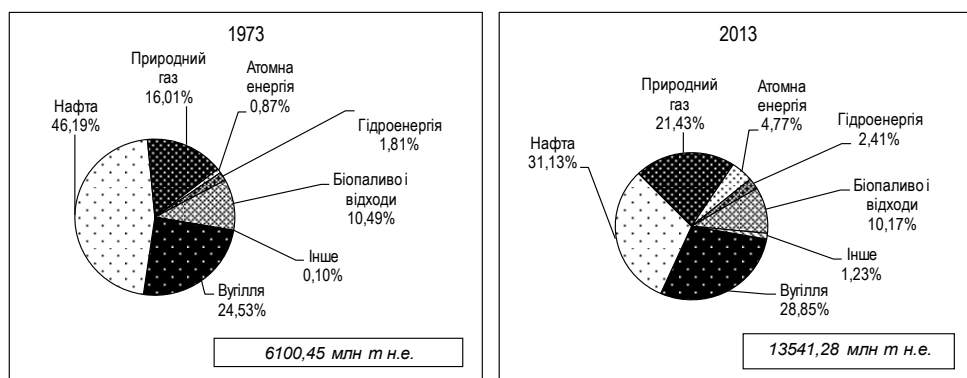 1973
Природний
газ
16,01%
Атомна
енергія
0,87%
Нафта
46,19%
Гідроенергія
1,81%
Біопаливо і
відходи
10,49%
Інше
0,10%
Вугілля
24,53%
6100,45 млн т н.е.
2013
Природний
газ
21,43%
Атомна
енергія
4,77%
Гідроенергія
2,41%
Нафта
31,13%
Біопаливо і
відходи
10,17%
Інше
1,23%
Вугілля
28,85%
13541,28 млн т н.е.